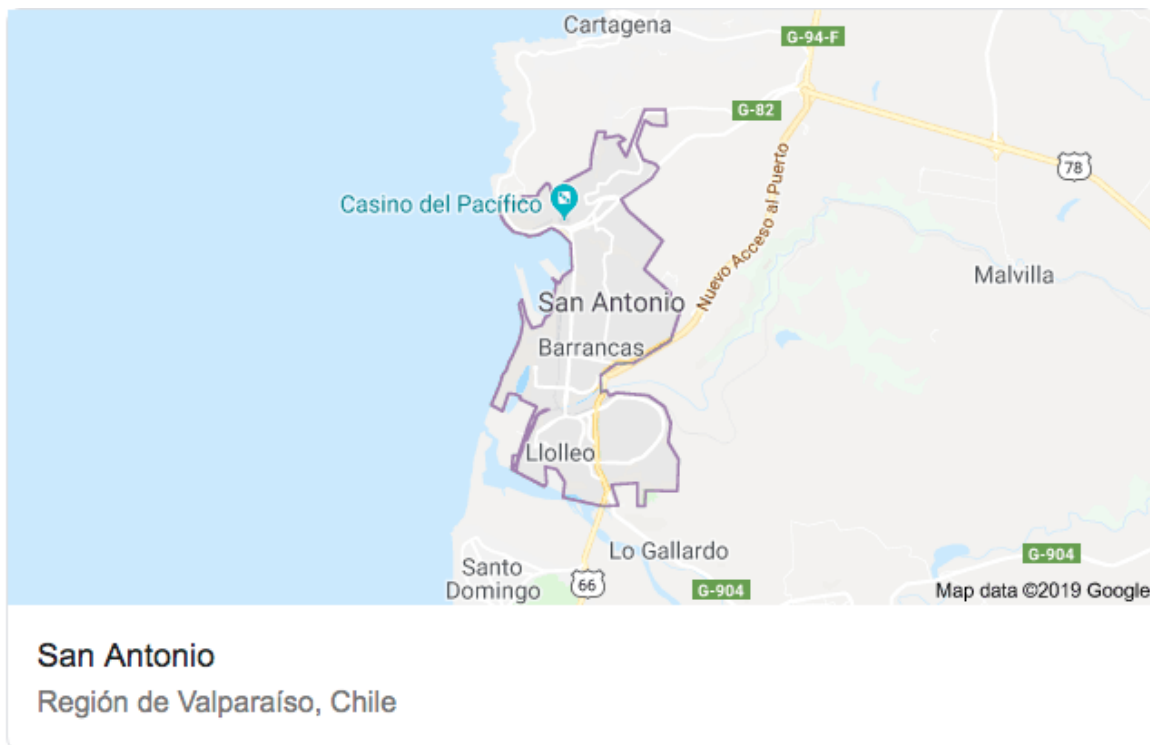 Cartagena
G-94-F
G-82
78
Casino del Pacífico
Nuevo Acceso al Puerto
Malvilla
San Antonio
Barrancas
Llolleo
Lo Gallardo
G-904
Santo
Domingo
66
G-904
Map data ©2019 Google
San Antonio
Región de Valparaíso, Chile